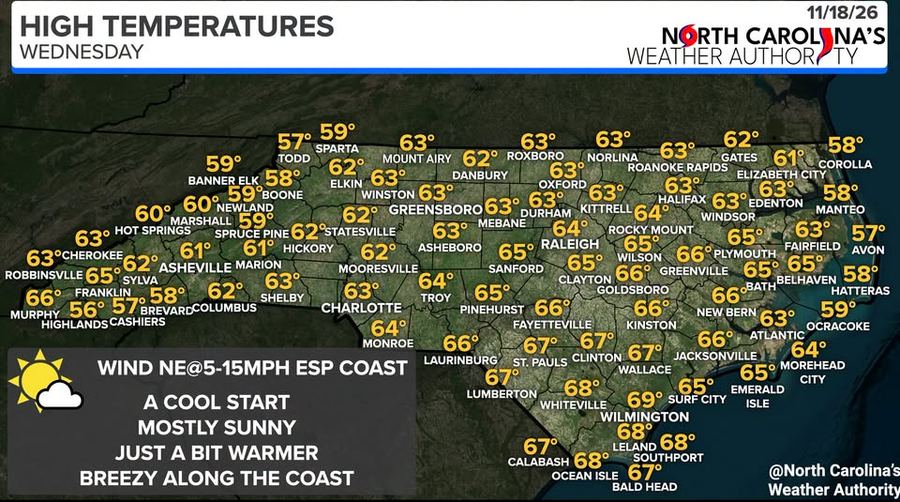 HIGH TEMPERATURES
WEDNESDAY
11/18/26
NORTH CAROLINA'S
WEATHER AUTHORITY
57°
TODD
59°
SPARTA
63°
MOUNT AIRY
62°
DANBURY
63°
ROXBORO
63°
NORLINA
63°
ROANOKE RAPIDS
62°
GATES
61°
ELIZABETH CITY
58°
COROLLA
59°
BANNER ELK
58°
BOONE
62°
ELKIN
63°
WINSTON
63°
GREENSBORO
63°
OXFORD
63°
KITTRELL
63°
HALIFAX
63°
WINDSOR
63°
EDENTON
58°
MANTEO
60°
HOT SPRINGS
60°
MARSHALL
59°
NEWLAND
59°
SPRUCE PINE
62°
HICKORY
62°
STATESVILLE
63°
ASHEBORO
63°
MEBANE
63°
DURHAM
64°
RALEIGH
64°
ROCKY MOUNT
65°
WILSON
66°
GREENVILLE
65°
PLYMOUTH
63°
FAIRFIELD
57°
AVON
63°
ROBBINSVLLE
63°
CHEROKEE
65°
FRANKLIN
62°
SYLVA
61°
ASHEVILLE
61°
MARION
62°
MOORESVILLE
65°
SANFORD
65°
CLAYTON
66°
GOLDSBORO
65°
BATH
65°
BELHAVEN
58°
HATTERAS
66°
MURPHY
56°
HIGHLANDS
57°
CASHIERS
58°
BREVARD
62°
COLUMBUS
63°
SHELBY
63°
CHARLOTTE
64°
TROY
65°
PINEHURST
66°
FAYETTEVILLE
66°
KINSTON
66°
NEW BERN
63°
ATLANTIC
59°
OCRACOKE
64°
MONROE
66°
LAURINBURG
67°
ST. PAULS
67°
CLINTON
67°
WALLACE
66°
JACKSONVILLE
64°
MOREHEAD
CITY
67°
LUMBERTON
68°
WHITEVILLE
69°
WILMINGTON
65°
SURF CITY
65°
EMERALD
ISLE
67°
CALABASH
68°
OCEAN ISLE
68°
LELAND
68°
SOUTHPORT
67°
BALD HEAD
WIND NE@5-15MPH ESP COAST
A COOL START
MOSTLY SUNNY
JUST A BIT WARMER
BREEZY ALONG THE COAST
@North Carolina's
Weather Authority